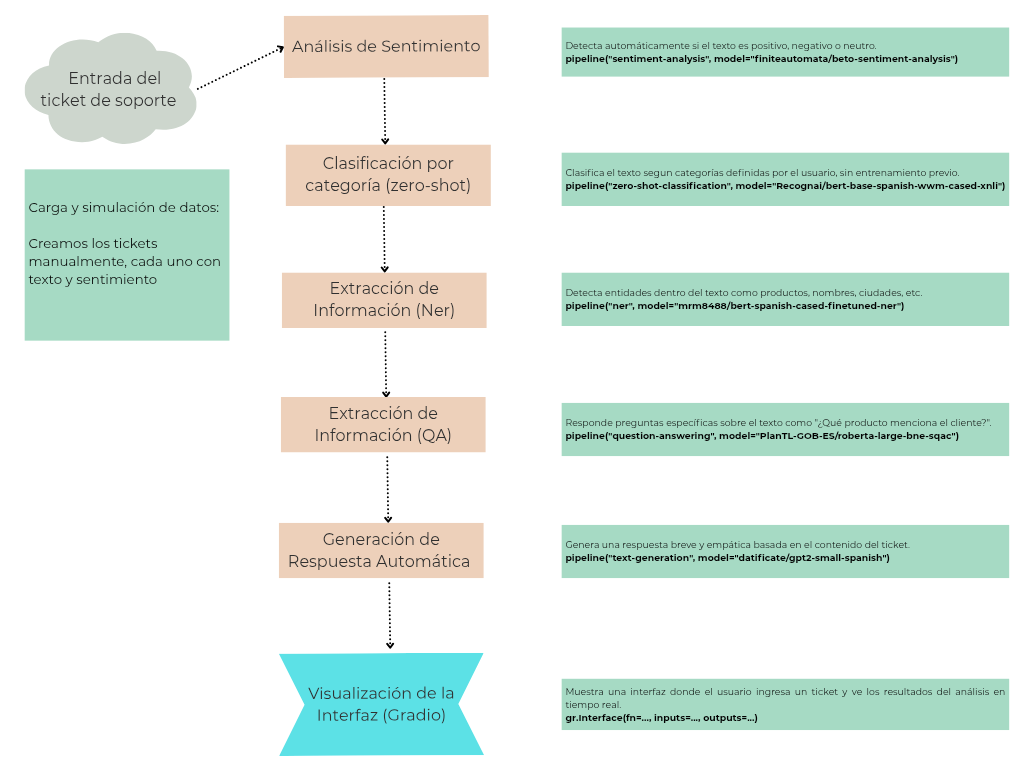 Entrada del
ticket de soporte
Carga y simulación de datos:
Creamos los tickets
manualmente, cada uno con
texto y sentimiento
Análisis de Sentimiento
Detecta automáticamente si el texto es positivo, negativo o neutro.
pipeline("sentiment-analysis", model="finiteautomata/beto-sentiment-analysis")
Clasificación por
categoría (zero-shot)
Clasifica el texto segun categorías definidas por el usuario, sin entrenamiento previo.
pipeline("zero-shot-classification", model="Recognai/bert-base-spanish-wwm-cased-xnli")
Extracción de
Información (Ner)
Detecta entidades dentro del texto como productos, nombres, ciudades, etc.
pipeline("ner", model="mrm8488/bert-spanish-cased-finetuned-ner")
Extracción de
Información (QA)
Responde preguntas específicas sobre el texto como "¿Qué producto menciona el cliente?".
pipeline("question-answering", model="PlanTL-GOB-ES/roberta-large-bne-sqac")
Generación de
Respuesta Automática
Genera una respuesta breve y empática basada en el contenido del ticket.
pipeline("text-generation", model="datificate/gpt2-small-spanish")
Visualización de la
Interfaz (Gradio)
Muestra una interfaz donde el usuario ingresa un ticket y ve los resultados del análisis en
tiempo real.
gr.Interface(fn=..., inputs=..., outputs=...)